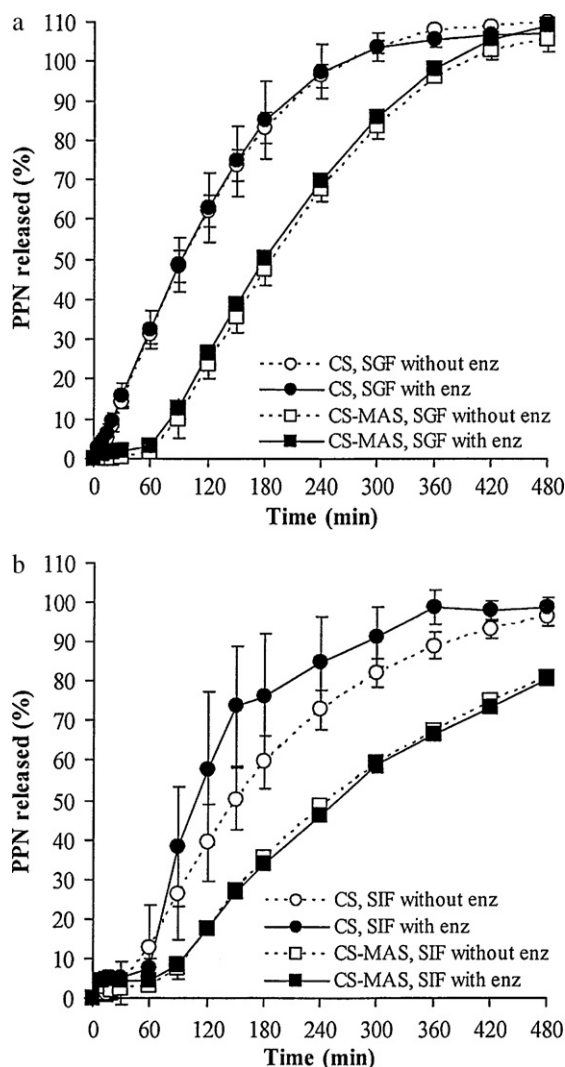 a
110
100
90
80
70
60
50
40
30
20
10
0
PPN released (%)
CS, SGF without enz
CS, SGF with enz
CS-MAS, SGF without enz
CS-MAS, SGF with enz
0 60 120 180 240 300 360 420 480
Time (min)
b
110
100
90
80
70
60
50
40
30
20
10
0
PPN released (%)
CS, SIF without enz
CS, SIF with enz
CS-MAS, SIF without enz
CS-MAS, SIF with enz
0 60 120 180 240 300 360 420 480
Time (min)